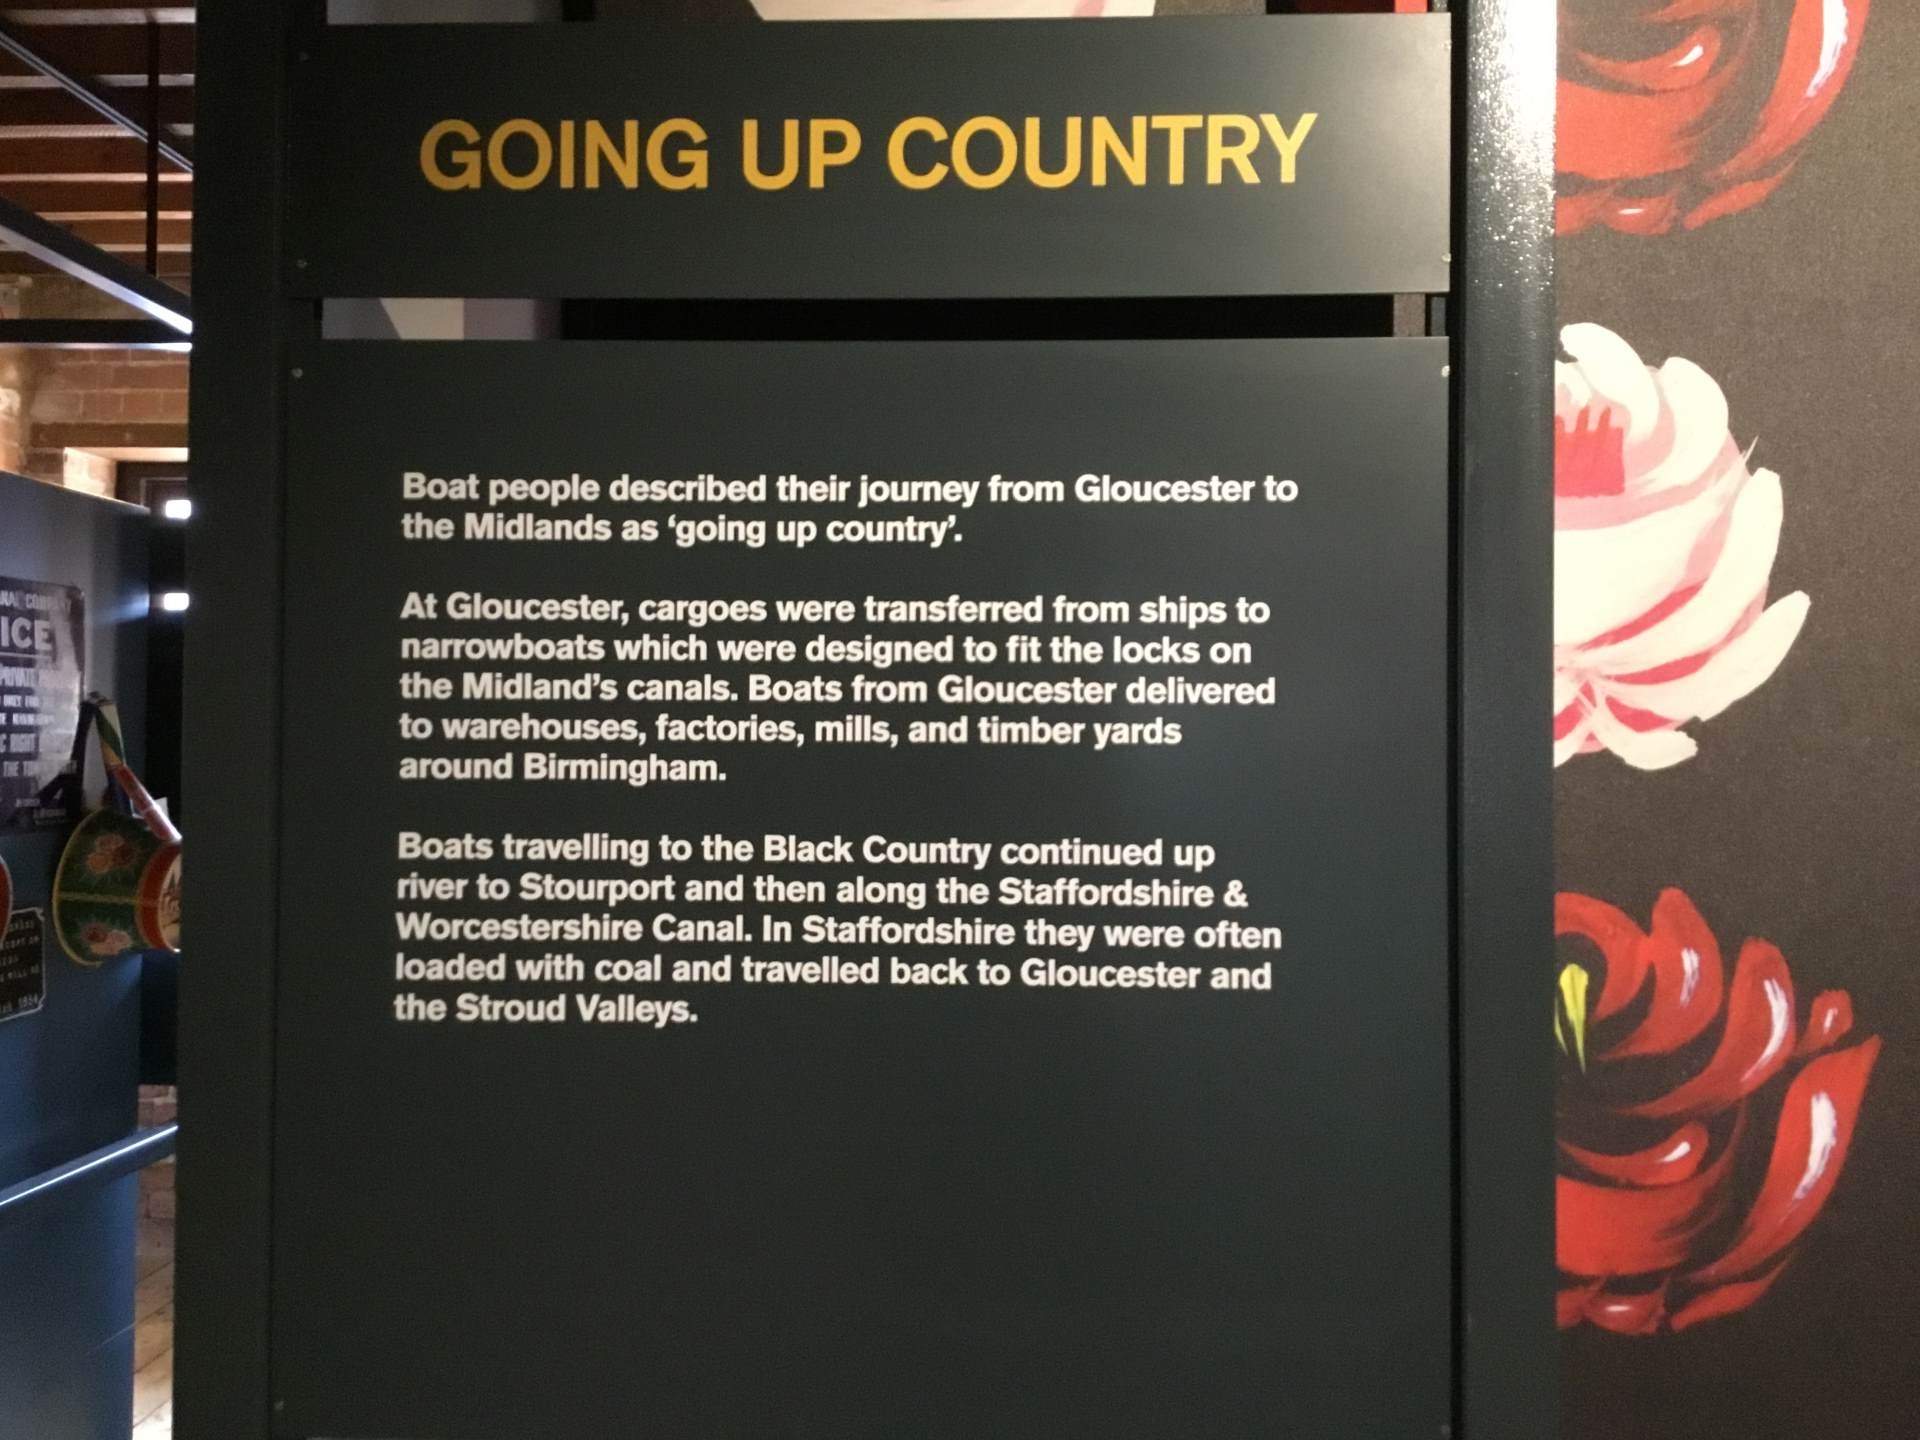 GOING UP COUNTRY
Boat people described their journey from Gloucester to
the Midlands as ‘going up country’.
At Gloucester, cargoes were transferred from ships to
narrowboats which were designed to fit the locks on
the Midland’s canals. Boats from Gloucester delivered
to warehouses, factories, mills, and timber yards
around Birmingham.
Boats travelling to the Black Country continued up
river to Stourport and then along the Staffordshire &
Worcestershire Canal. In Staffordshire they were often
loaded with coal and travelled back to Gloucester and
the Stroud Valleys.
ICE